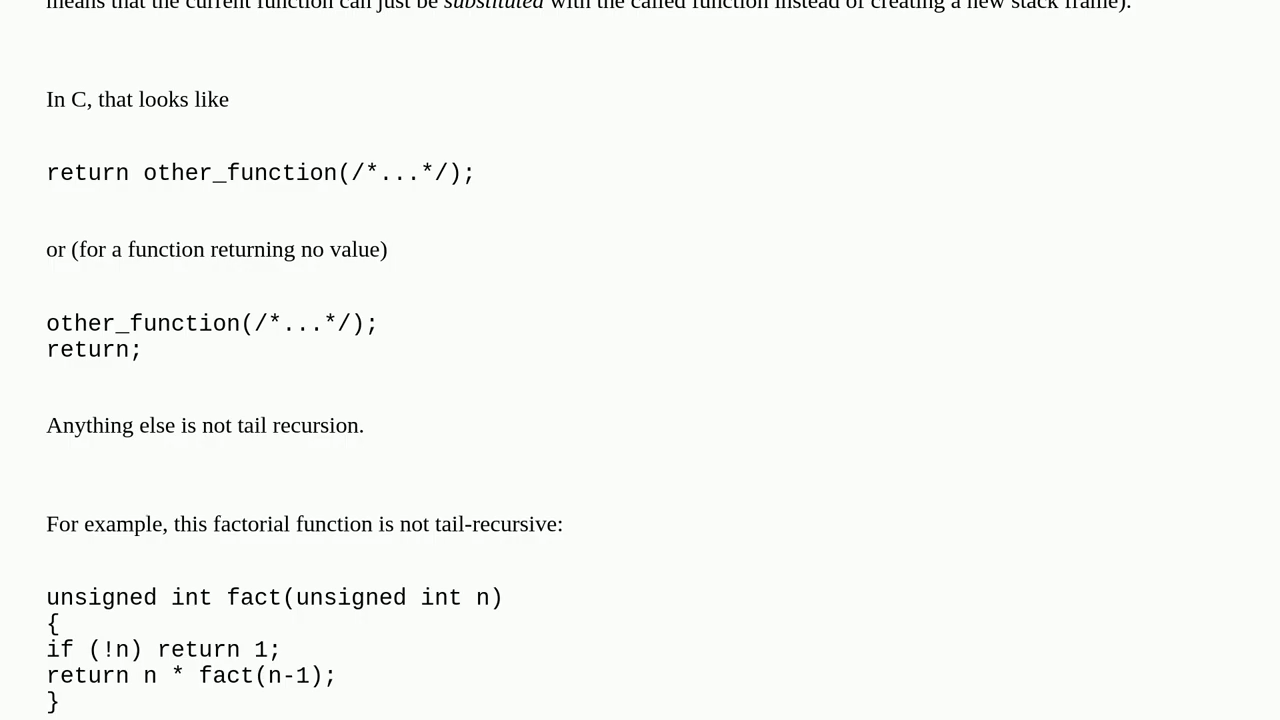 means that the current function can just be substituted with the called function instead of creating a new stack frame).
In C, that looks like
return other_function(/*...*/);
or (for a function returning no value)
other_function(/*...*/);
return;
Anything else is not tail recursion.
For example, this factorial function is not tail-recursive:
unsigned int fact(unsigned int n)
{
if (!n) return 1;
return n * fact(n-1);
}